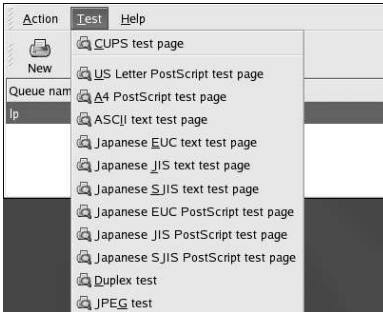 Action Test Help
New
CUPS test page
US Letter PostScript test page
Queue nam
A4 PostScript test page
lp
ASCII text test page
Japanese EUC text test page
Japanese JIS text test page
Japanese SJIS text test page
Japanese EUC PostScript test page
Japanese JIS PostScript test page
Japanese SJIS PostScript test page
Duplex test
JPEG test